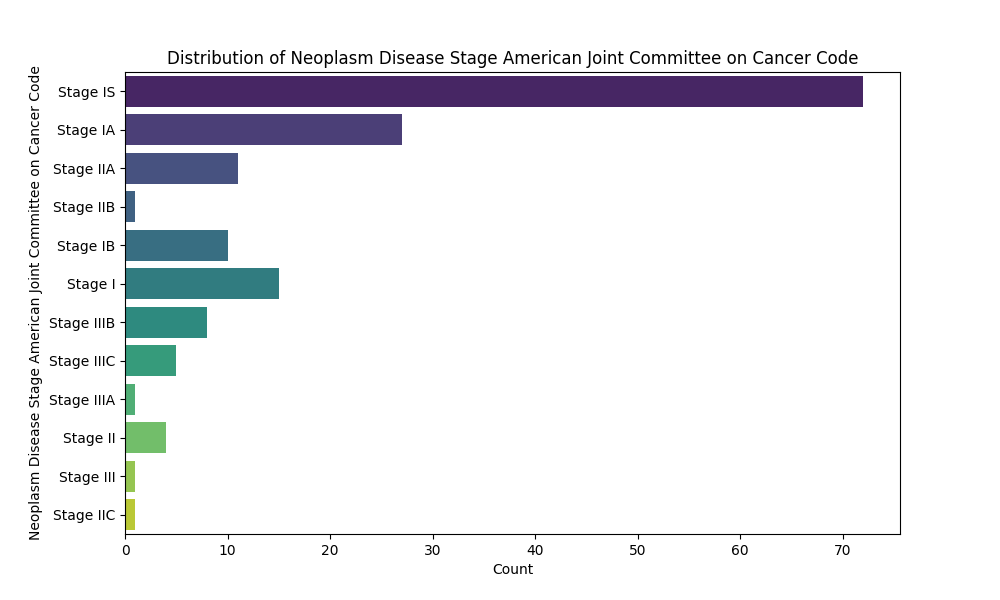 Distribution of Neoplasm Disease Stage American Joint Committee on Cancer Code
Neoplasm Disease Stage American Joint Committee on Cancer Code
Stage IS
Stage IA
Stage IIA
Stage IIB
Stage IB
Stage I
Stage IIIB
Stage IIIC
Stage IIIA
Stage II
Stage III
Stage IIC
0 10 20 30 40 50 60 70
Count